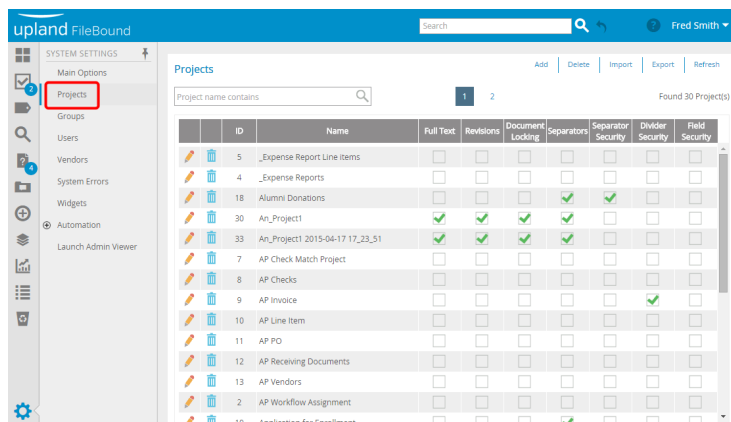 upland FileBound
Search
Fred Smith
SYSTEM SETTINGS
Main Options
Projects
Groups
Users
Vendors
System Errors
Widgets
Automation
Launch Admin Viewer
2
4
Projects
Add | Delete | Import | Export | Refresh
Project name contains
1 2
Found 30 Project(s)
ID Name Full Text Revisions Document Locking Separators Separator Security Divider Security Field Security
5 _Expense Report Line items
4 _Expense Reports
18 Alumni Donations
30 An_Project1
33 An_Project1 2015-04-17 17_23_51
7 AP Check Match Project
8 AP Checks
9 AP Invoice
10 AP Line Item
11 AP PO
12 AP Receiving Documents
13 AP Vendors
2 AP Workflow Assignment